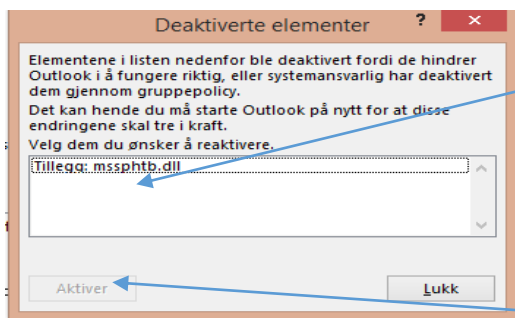 Deaktiverte elementer
?
×
Elementene i listen nedenfor ble deaktivert fordi de hindrer
Outlook i å fungere riktig, eller systemansvarlig har deaktivert
dem gjennom gruppepolicy.
Det kan hende du må starte Outlook på nytt for at disse
endringene skal tre i kraft.
Velg dem du ønsker å reaktivere.
Tillegg: mssphtb.dll
Aktiver
Lukk